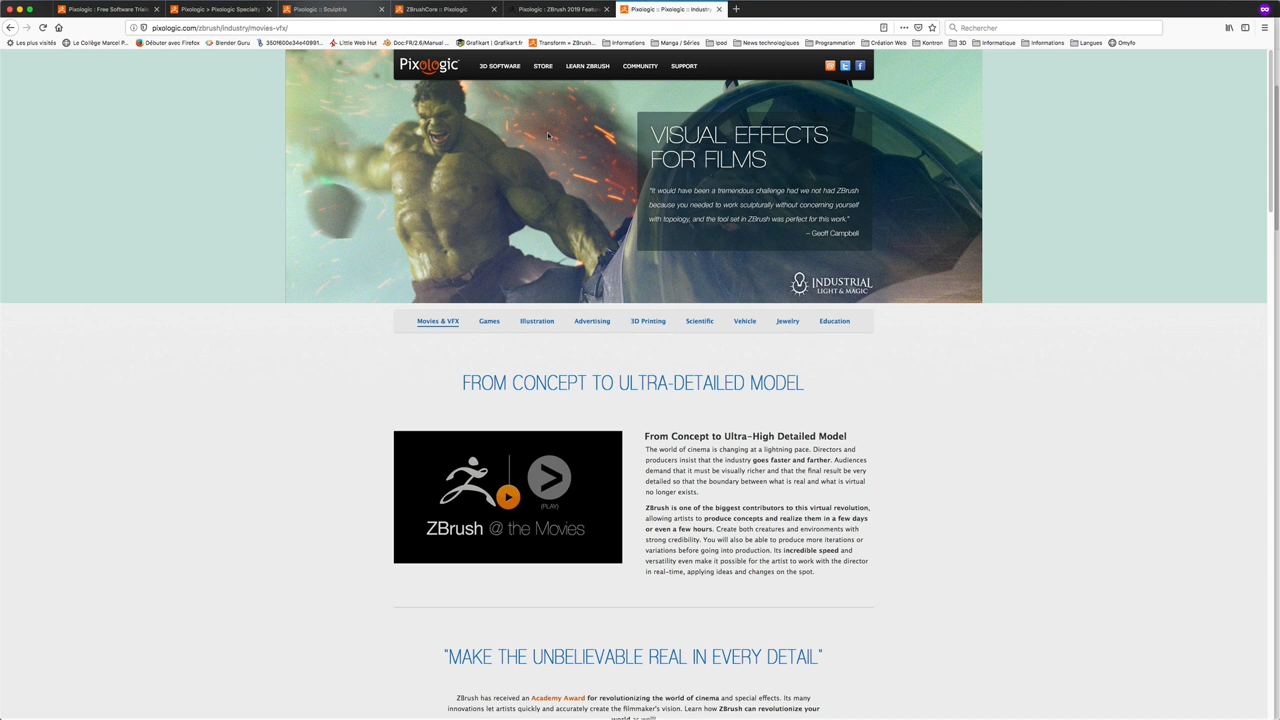 Pixologic : Free Software Trials
Pixologic > Pixologic Specialty
Pixologic :: Sculptris
ZBrushCore :: Pixologic
Pixologic : ZBrush 2019 Featur
Pixologic :: Pixologic :: Industry
pixologic.com/zbrush/industry/movies-vfx/
Rechercher
Les plus visités
Le Collège Marcel P...
Débuter avec Firefox
Blender Guru
350f600e34e40991...
Little Web Hut
Doc:FR/2.6/Manual ...
Grafikart | Grafikart.fr
Transform » ZBrush...
Informations
Manga / Séries
Ipod
News technologiques
Programmation
Création Web
Kontron
3D
Informatique
Informations
Langues
Omyfo
Pixologic
3D SOFTWARE STORE LEARN ZBRUSH COMMUNITY SUPPORT
VISUAL EFFECTS
FOR FILMS
"It would have been a tremendous challenge had we not had ZBrush
because you needed to work sculpturally without concerning yourself
with topology, and the tool set in ZBrush was perfect for this work."
– Geoff Campbell
INDUSTRIAL
LIGHT & MAGIC
Movies & VFX Games Illustration Advertising 3D Printing Scientific Vehicle Jewelry Education
FROM CONCEPT TO ULTRA-DETAILED MODEL
(PLAY)
ZBrush @ the Movies
From Concept to Ultra-High Detailed Model
The world of cinema is changing at a lightning pace. Directors and
producers insist that the industry goes faster and farther. Audiences
demand that it must be visually richer and that the final result be very
detailed so that the boundary between what is real and what is virtual
no longer exists.
ZBrush is one of the biggest contributors to this virtual revolution,
allowing artists to produce concepts and realize them in a few days
or even a few hours. Create both creatures and environments with
strong credibility. You will also be able to produce more iterations or
variations before going into production. Its incredible speed and
versatility even make it possible for the artist to work with the director
in real-time, applying ideas and changes on the spot.
"MAKE THE UNBELIEVABLE REAL IN EVERY DETAIL"
ZBrush has received an Academy Award for revolutionizing the world of cinema and special effects. Its many
innovations let artists quickly and accurately create the filmmaker's vision. Learn how ZBrush can revolutionize your
world as well!